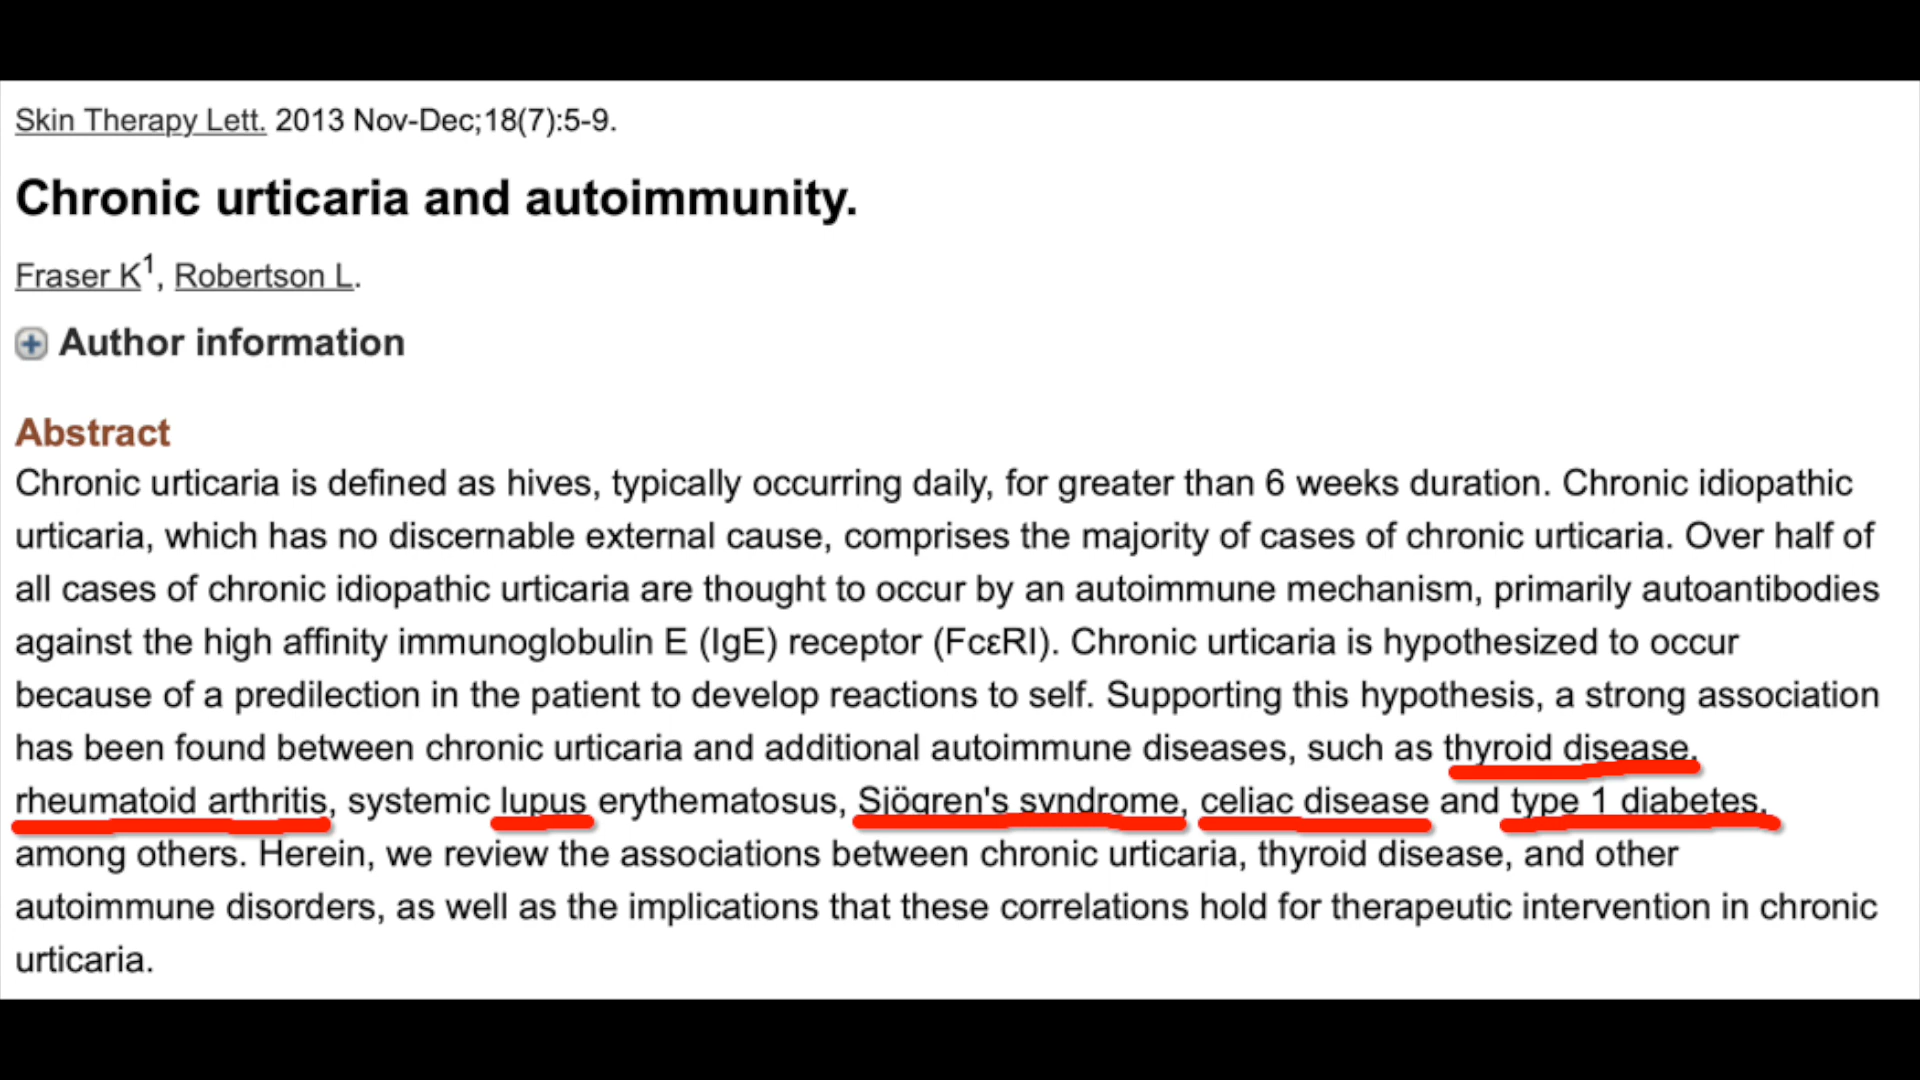 Skin Therapy Lett. 2013 Nov-Dec;18(7):5-9.
Chronic urticaria and autoimmunity.
Fraser K1, Robertson L.
Author information
Abstract
Chronic urticaria is defined as hives, typically occurring daily, for greater than 6 weeks duration. Chronic idiopathic
urticaria, which has no discernable external cause, comprises the majority of cases of chronic urticaria. Over half of
all cases of chronic idiopathic urticaria are thought to occur by an autoimmune mechanism, primarily autoantibodies
against the high affinity immunoglobulin E (IgE) receptor (FcεRI). Chronic urticaria is hypothesized to occur
because of a predilection in the patient to develop reactions to self. Supporting this hypothesis, a strong association
has been found between chronic urticaria and additional autoimmune diseases, such as thyroid disease,
rheumatoid arthritis, systemic lupus erythematosus, Sjögren's syndrome, celiac disease and type 1 diabetes,
among others. Herein, we review the associations between chronic urticaria, thyroid disease, and other
autoimmune disorders, as well as the implications that these correlations hold for therapeutic intervention in chronic
urticaria.